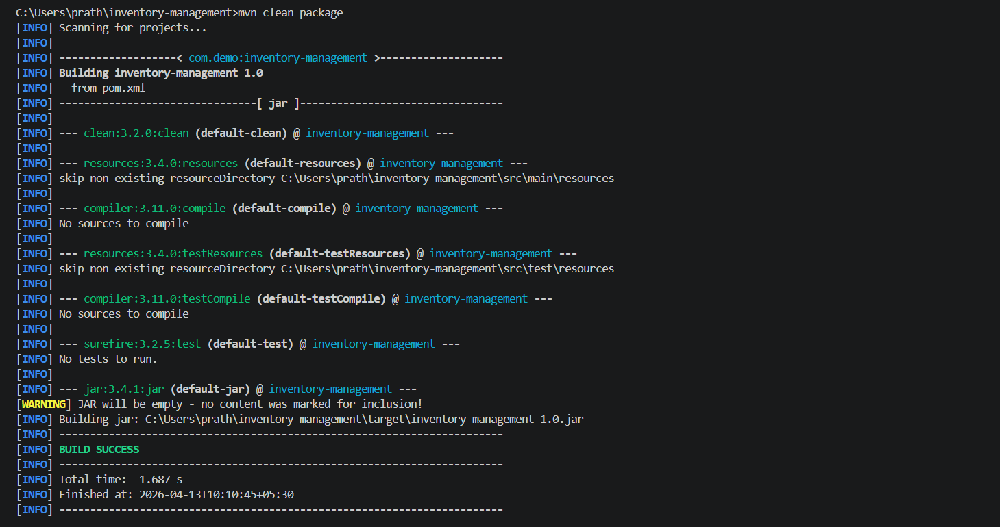 C:\Users\prath\inventory-management>mvn clean package
[INFO] Scanning for projects...
[INFO]
[INFO] -------------------< com.demo:inventory-management >--------------------
[INFO] Building inventory-management 1.0
[INFO]   from pom.xml
[INFO] --------------------------------[ jar ]---------------------------------
[INFO]
[INFO] --- clean:3.2.0:clean (default-clean) @ inventory-management ---
[INFO]
[INFO] --- resources:3.4.0:resources (default-resources) @ inventory-management ---
[INFO] skip non existing resourceDirectory C:\Users\prath\inventory-management\src\main\resources
[INFO]
[INFO] --- compiler:3.11.0:compile (default-compile) @ inventory-management ---
[INFO] No sources to compile
[INFO]
[INFO] --- resources:3.4.0:testResources (default-testResources) @ inventory-management ---
[INFO] skip non existing resourceDirectory C:\Users\prath\inventory-management\src\test\resources
[INFO]
[INFO] --- compiler:3.11.0:testCompile (default-testCompile) @ inventory-management ---
[INFO] No sources to compile
[INFO]
[INFO] --- surefire:3.2.5:test (default-test) @ inventory-management ---
[INFO] No tests to run.
[INFO]
[INFO] --- jar:3.4.1:jar (default-jar) @ inventory-management ---
[WARNING] JAR will be empty - no content was marked for inclusion!
[INFO] Building jar: C:\Users\prath\inventory-management\target\inventory-management-1.0.jar
[INFO] ------------------------------------------------------------------------
[INFO] BUILD SUCCESS
[INFO] ------------------------------------------------------------------------
[INFO] Total time:  1.687 s
[INFO] Finished at: 2026-04-13T10:10:45+05:30
[INFO] ------------------------------------------------------------------------